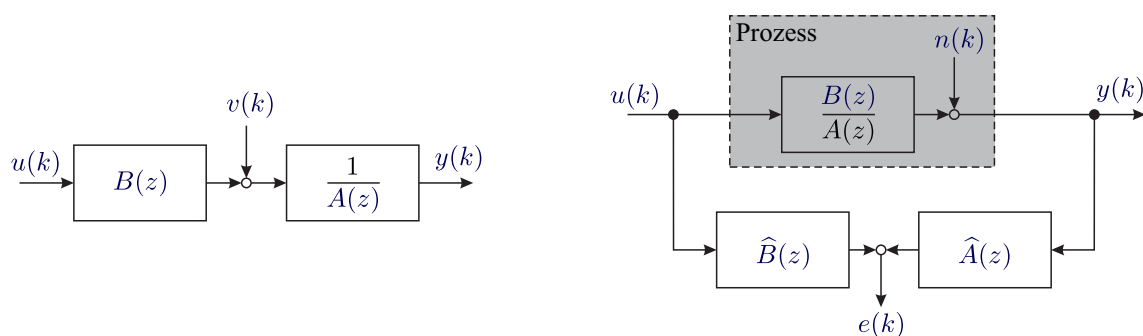 u(k)
B(z)
v(k)
1
A(z)
y(k)
Prozess
u(k)
B(z)
A(z)
n(k)
y(k)
B̂(z)
Â(z)
e(k)